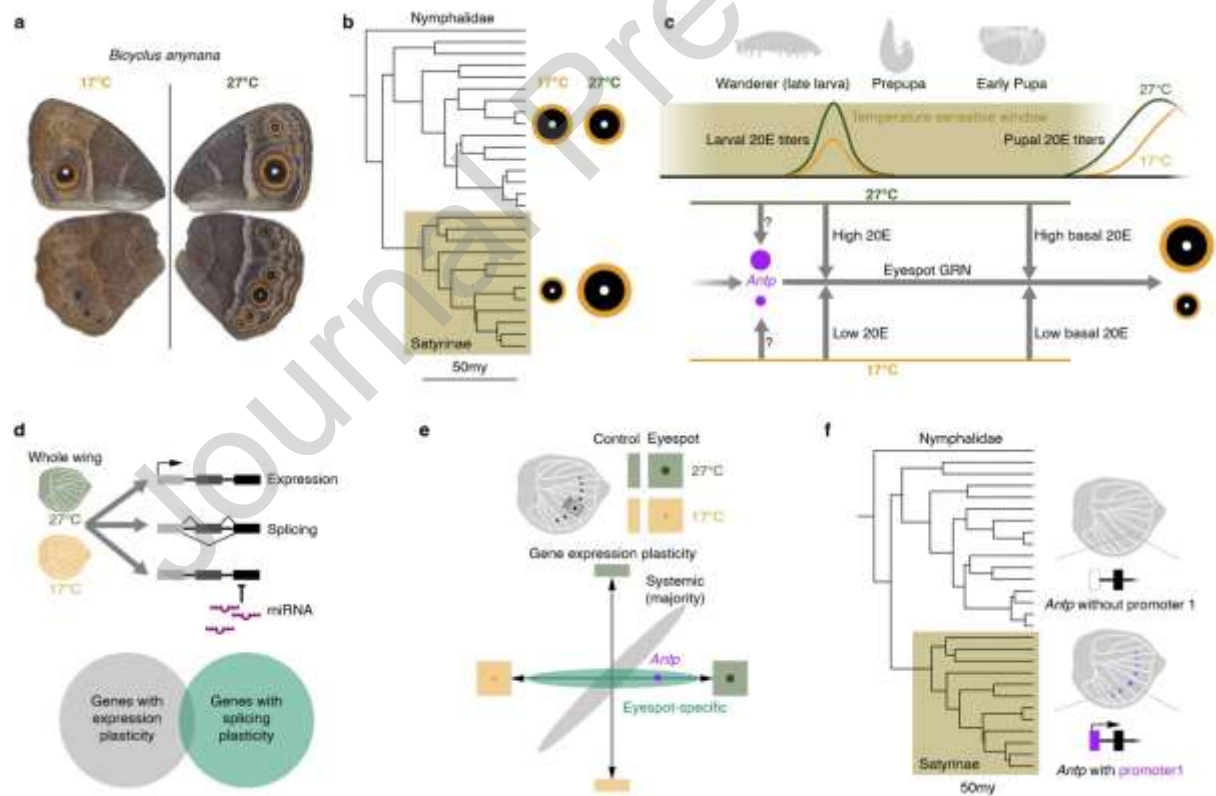 a
Bicyclus anynana
17°C
27°C
b
Nymphalidae
17°C
27°C
Satyrinae
50my
c
Wanderer (late larva)
Prepupa
Early Pupa
Temperature sensitive window
27°C
Larval 20E titers
Pupal 20E titers
17°C
27°C
?
High 20E
High basal 20E
Antp
Eyespot GRN
?
Low 20E
Low basal 20E
17°C
d
Whole wing
27°C
17°C
Expression
Splicing
miRNA
Genes with
expression
plasticity
Genes with
splicing
plasticity
e
Control
Eyespot
27°C
17°C
Gene expression plasticity
Systemic
(majority)
Antp
Eyespot-specific
f
Nymphalidae
Antp without promoter 1
Satyrinae
Antp with promoter1
50my
Journal Pre